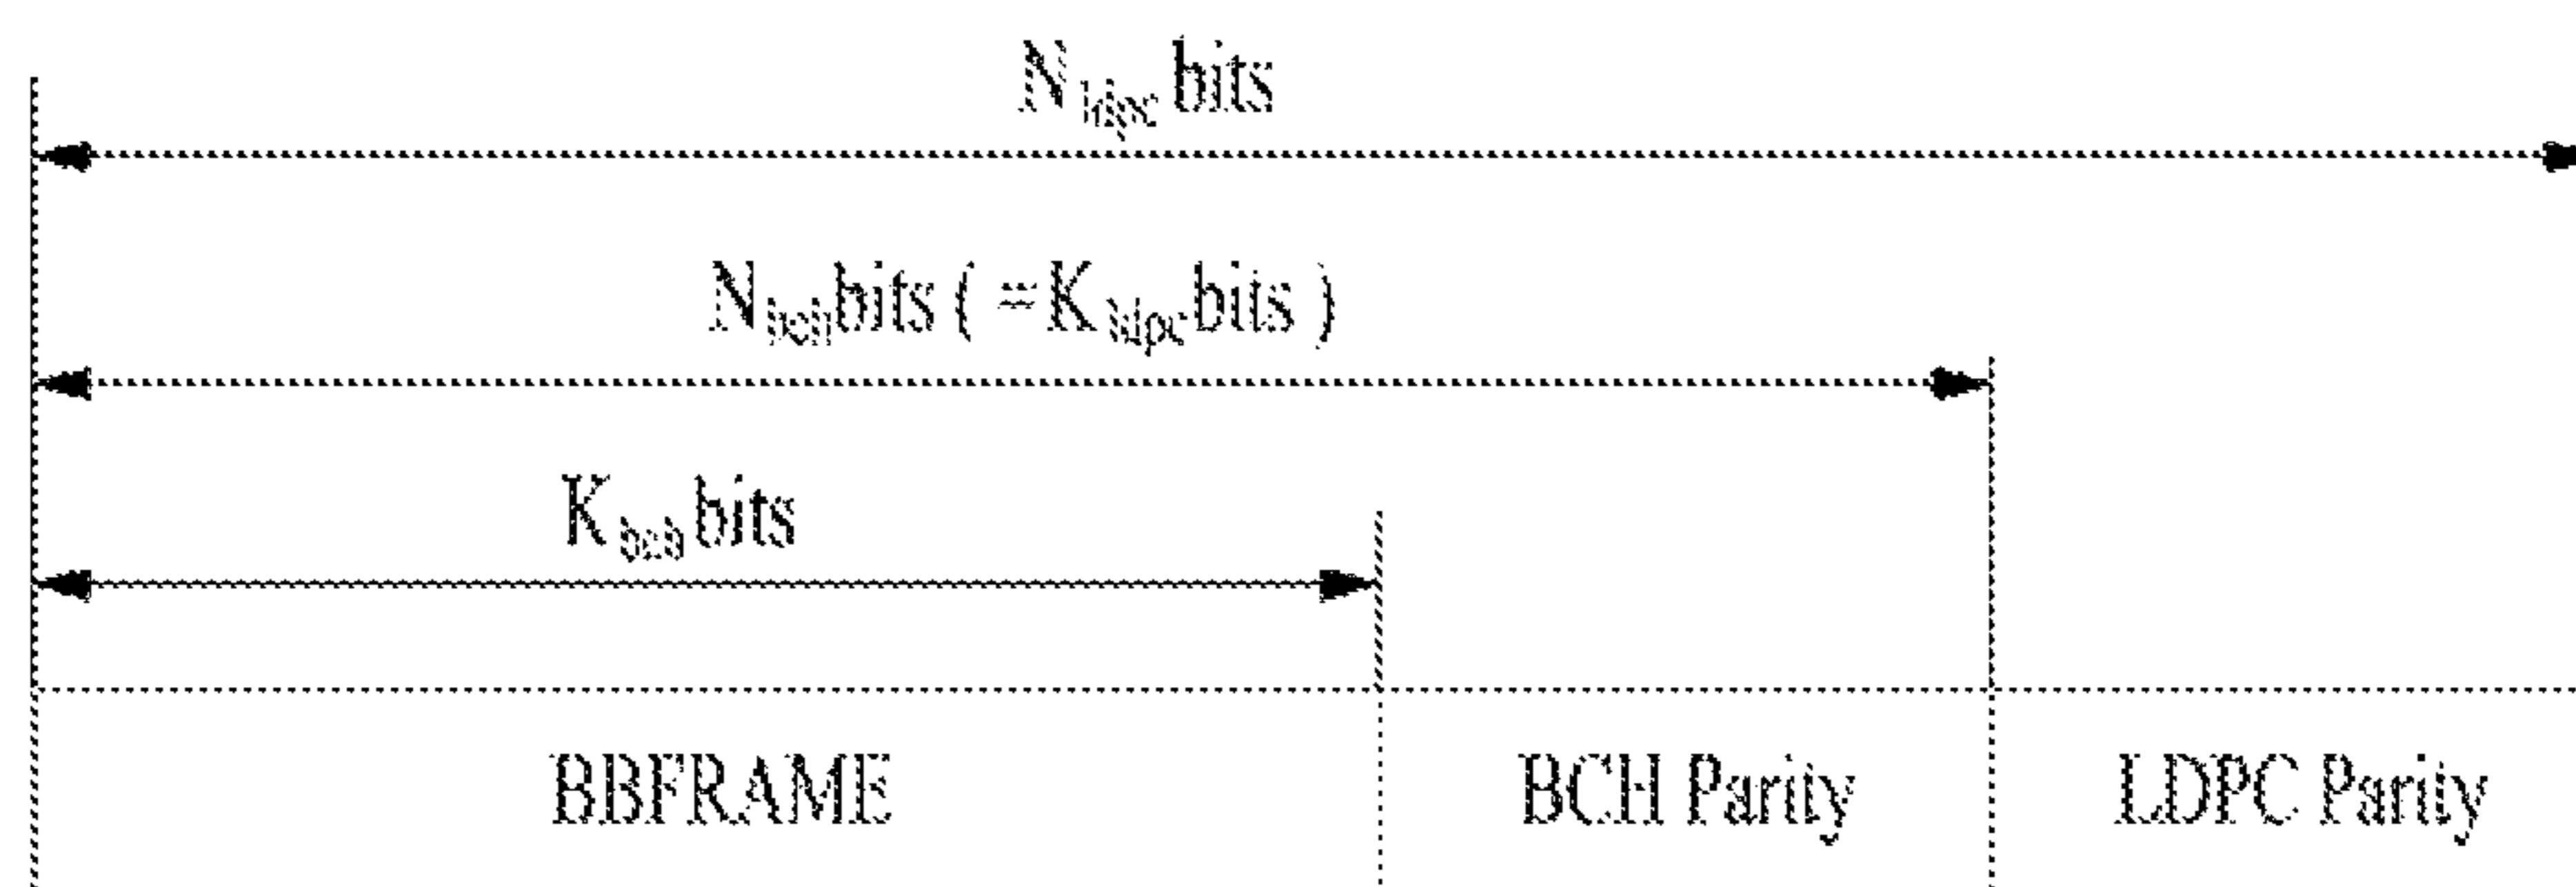 N ldpc bits
N bch bits ( = K ldpc bits )
K bch bits
BBFRAME BCH Parity LDPC Parity